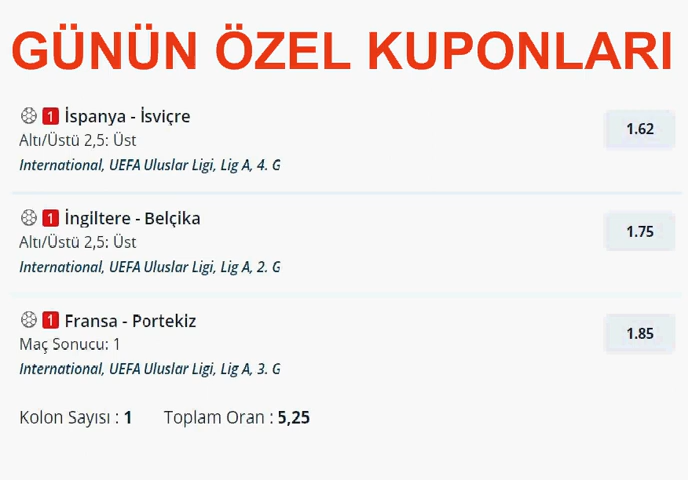 GÜNÜN ÖZEL KUPONLARI
1 İspanya - İsviçre
1.62
Altı/Üstü 2,5: Üst
International, UEFA Uluslar Ligi, Lig A, 4. G
1 İngiltere - Belçika
1.75
Altı/Üstü 2,5: Üst
International, UEFA Uluslar Ligi, Lig A, 2. G
1 Fransa - Portekiz
1.85
Maç Sonucu: 1
International, UEFA Uluslar Ligi, Lig A, 3. G
Kolon Sayısı : 1 Toplam Oran : 5,25